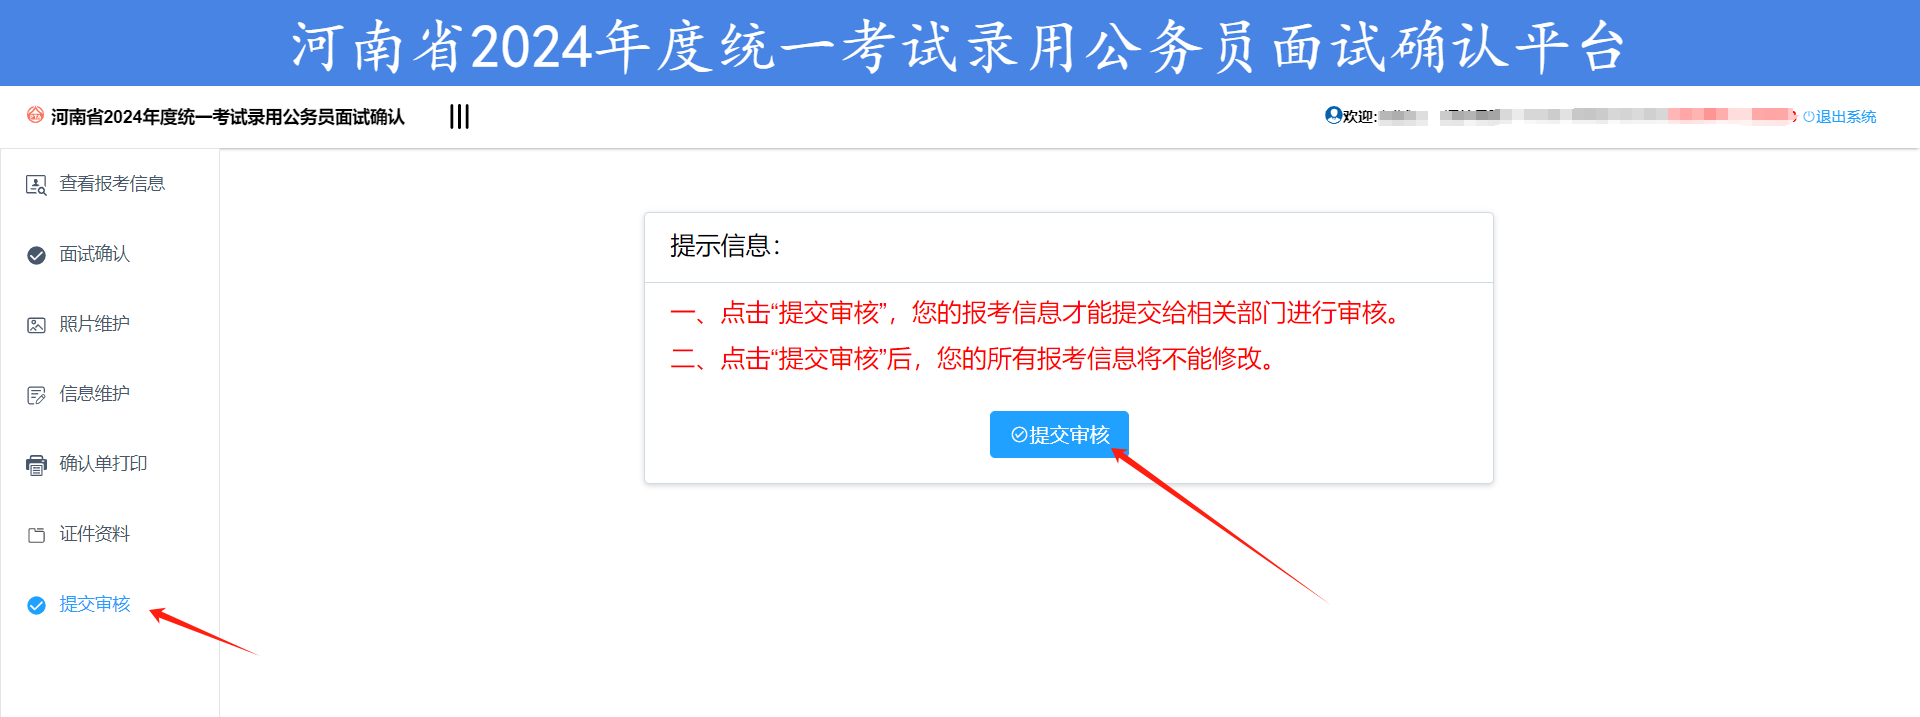 河南省2024年度统一考试录用公务员面试确认平台
河南省2024年度统一考试录用公务员面试确认
欢迎:
退出系统
查看报考信息
面试确认
照片维护
信息维护
确认单打印
证件资料
提交审核
提示信息：
一、点击“提交审核”，您的报考信息才能提交给相关部门进行审核。
二、点击“提交审核”后，您的所有报考信息将不能修改。
提交审核